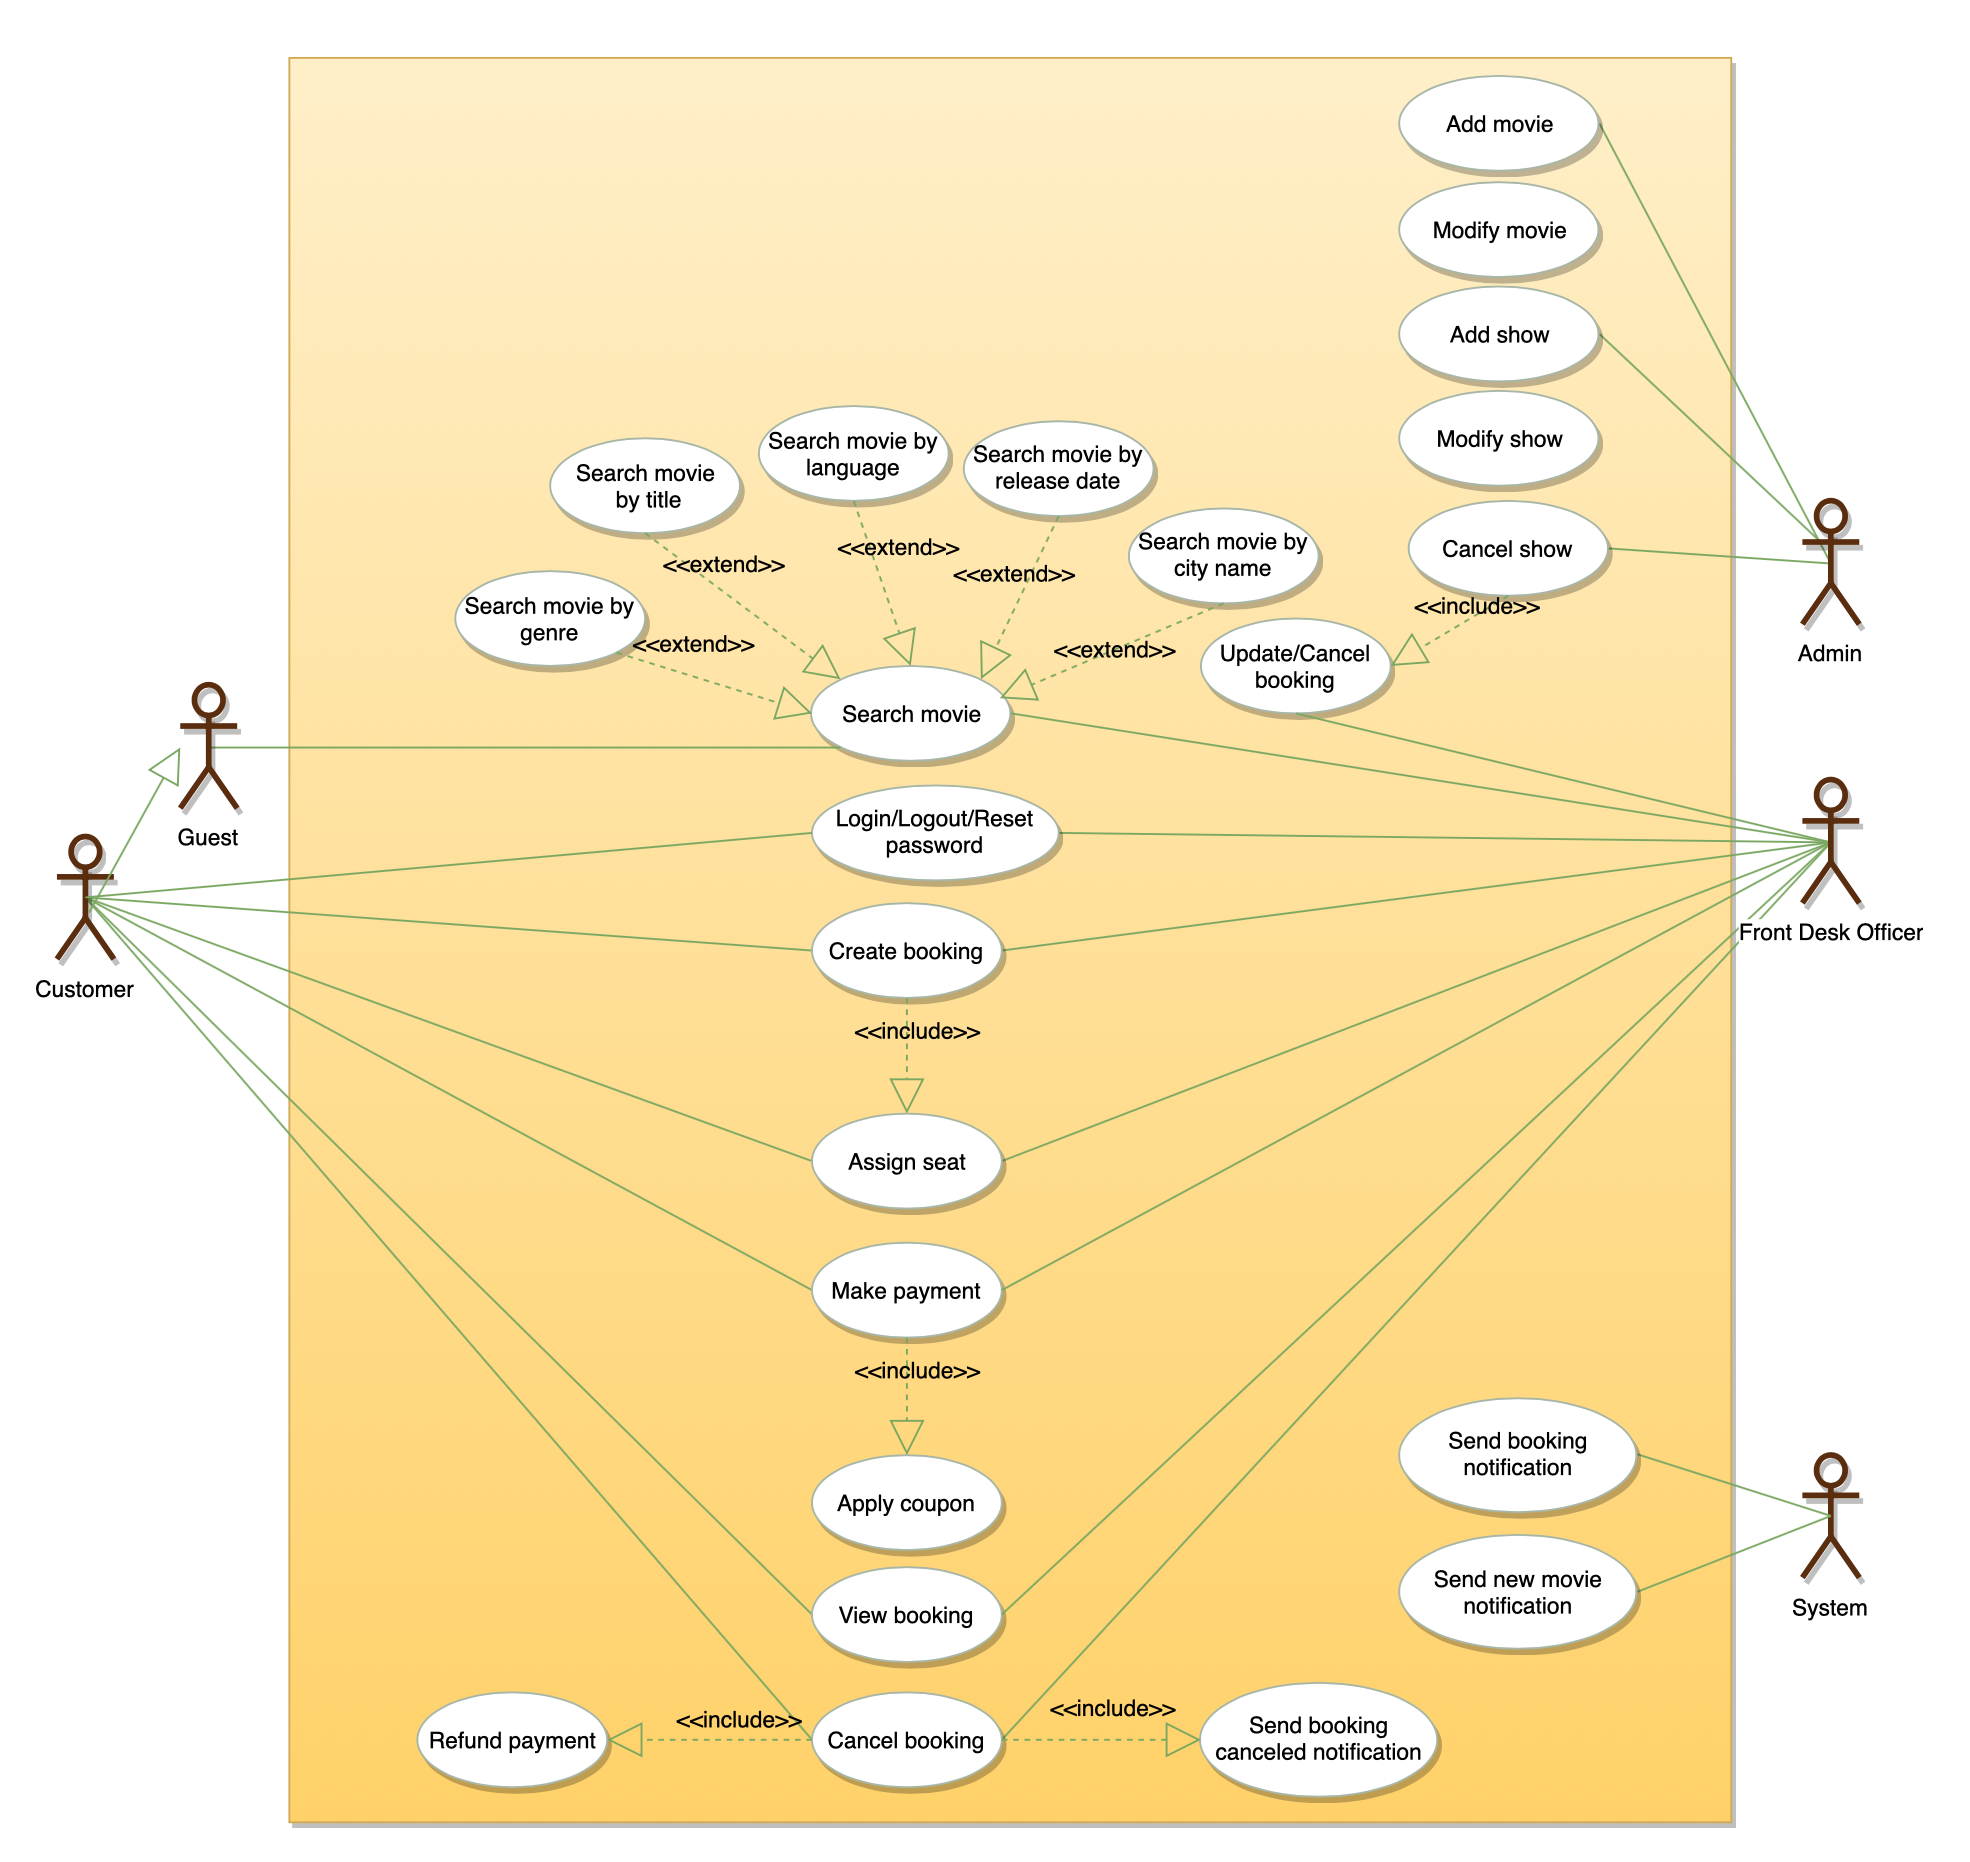 Add movie
Modify movie
Add show
Modify show
Search movie by
language
Search movie
by title
Search movie by
release date
Search movie by
city name
Cancel show
<<extend>>
<<extend>>
<<extend>>
<<include>>
Search movie by
genre
<<extend>>
<<extend>>
Update/Cancel
booking
Admin
Search movie
Guest
Login/Logout/Reset
password
Front Desk Officer
Create booking
Customer
<<include>>
Assign seat
Make payment
<<include>>
Send booking
notification
Apply coupon
Send new movie
notification
System
View booking
<<include>>
<<include>>
Refund payment
Cancel booking
Send booking
canceled notification